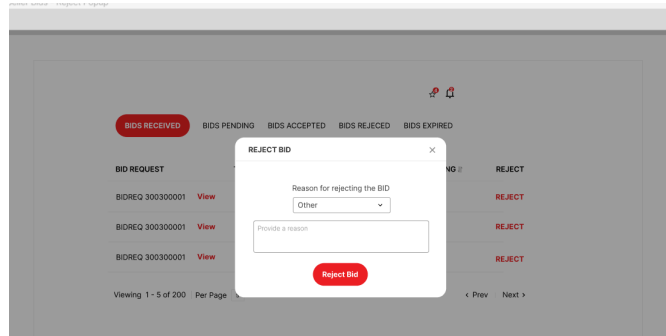 BIDS RECEIVED BIDS PENDING BIDS ACCEPTED BIDS REJECED BIDS EXPIRED
REJECT BID
BID REQUEST REJECT
Reason for rejecting the BID
Other
BIDREQ 300300001 View REJECT
Provide a reason
BIDREQ 300300001 View REJECT
BIDREQ 300300001 View REJECT
Reject Bid
Viewing 1 - 5 of 200 Per Page Prev Next